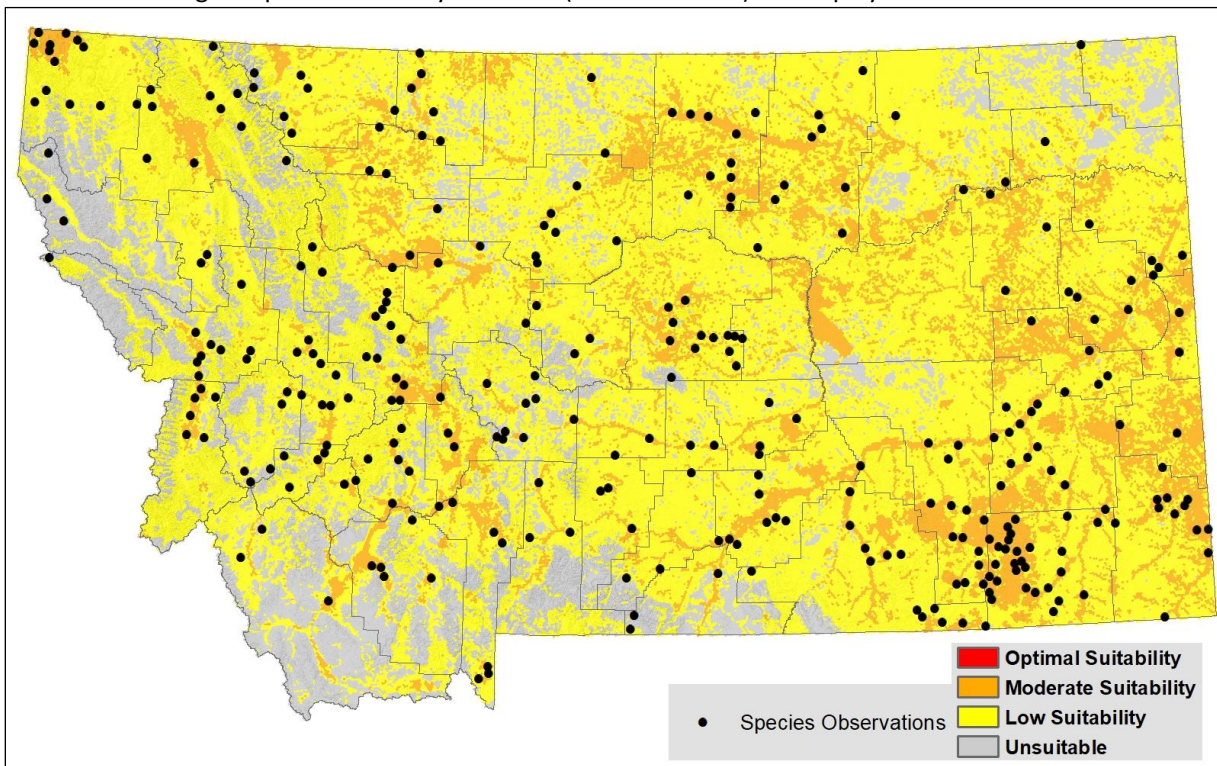 Species Observations
Optimal Suitability
Moderate Suitability
Low Suitability
Unsuitable